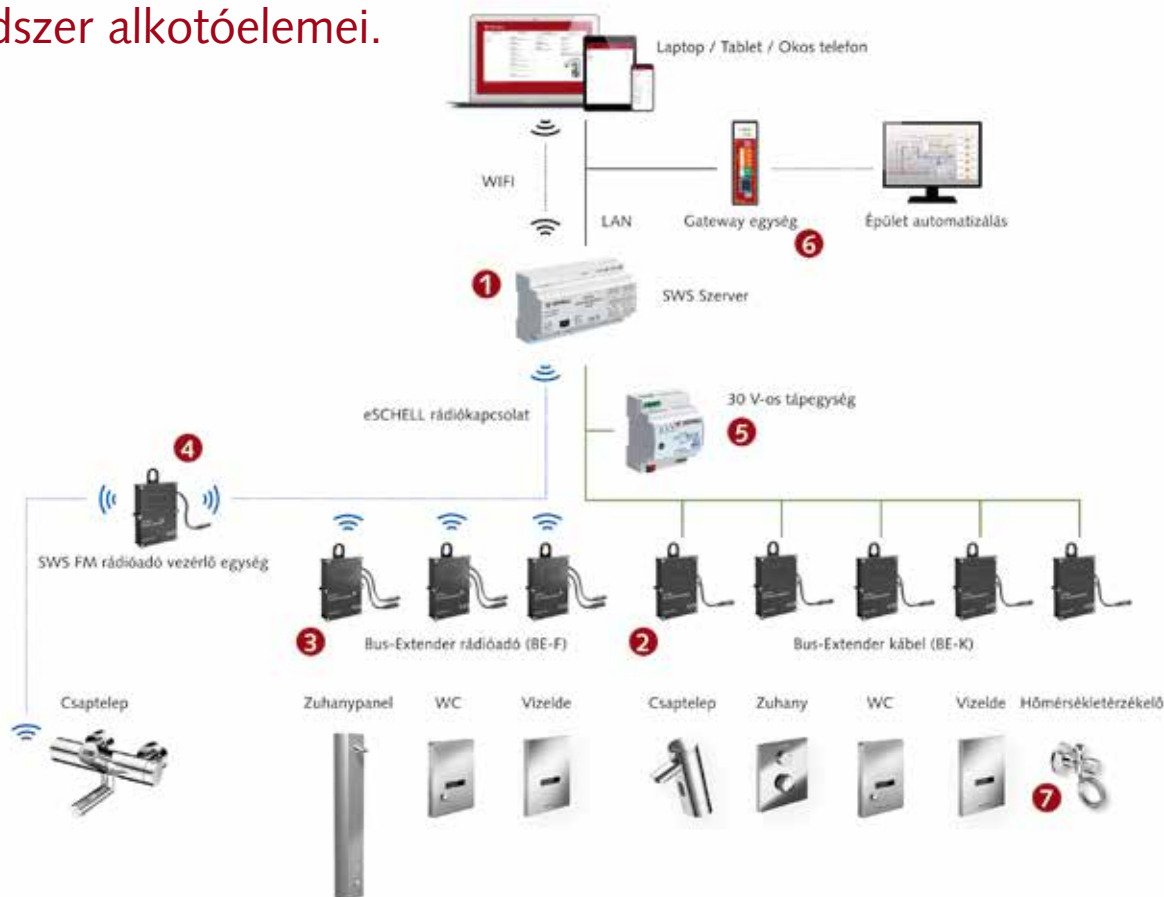 dszer alkotóelemei.
Laptop / Tablet / Okos telefon
WIFI
LAN
Gateway egység
6
Épület automatizálás
1
SWS Szerver
eSCHELL rádiókapcsolat
30 V-os tápegység
5
4
SWS FM rádióadó vezérlő egység
3
Bus-Extender rádióadó (BE-F)
2
Bus-Extender kábel (BE-K)
Csaptelep
Zuhanypanel
WC
Vizelde
Csaptelep
Zuhany
WC
Vizelde
Hőmérsékletérzékelő
7